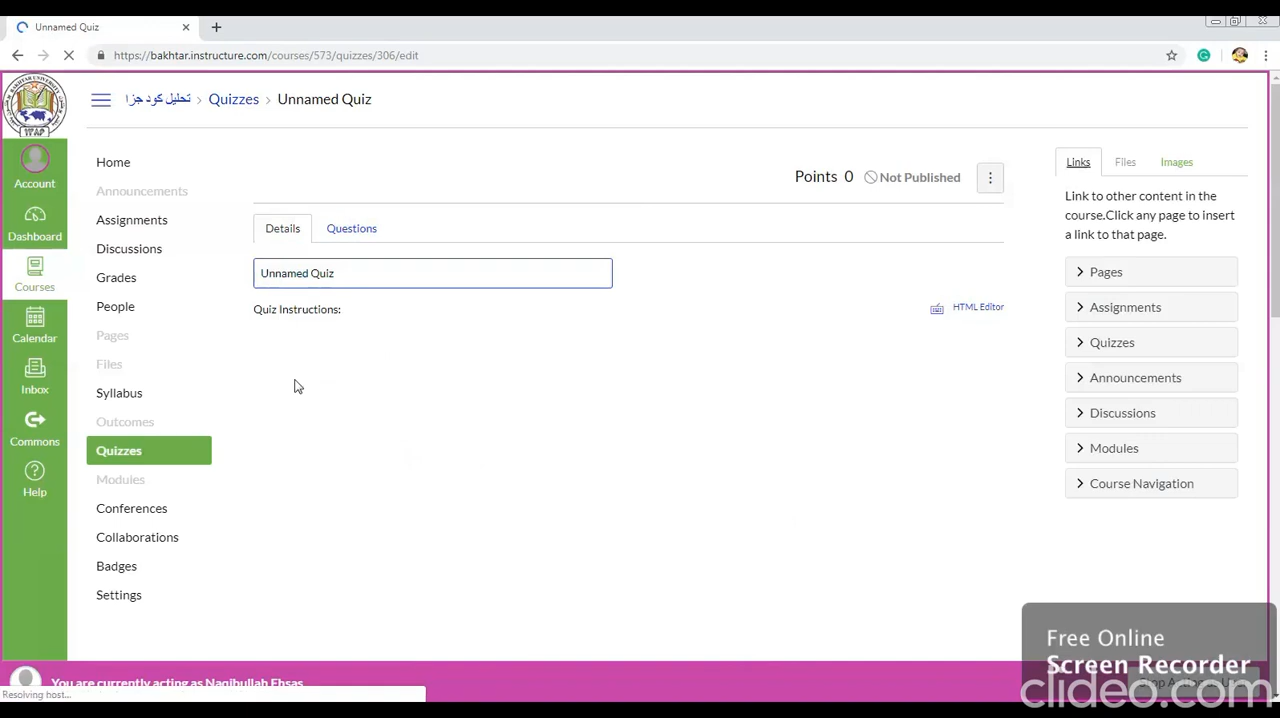 Unnamed Quiz
https://bakhtar.instructure.com/courses/573/quizzes/306/edit
تحلیل کود جزا > Quizzes > Unnamed Quiz
Account
Dashboard
Courses
Calendar
Inbox
Commons
Help
Home
Announcements
Assignments
Discussions
Grades
People
Pages
Files
Syllabus
Outcomes
Quizzes
Modules
Conferences
Collaborations
Badges
Settings
Points 0 Not Published
Details Questions
Unnamed Quiz
Quiz Instructions:
HTML Editor
Links Files Images
Link to other content in the
course.Click any page to insert
a link to that page.
Pages
Assignments
Quizzes
Announcements
Discussions
Modules
Course Navigation
You are currently acting as Naqibullah Ehsas
Resolving host...
Free Online
Screen Recorder
clideo.com